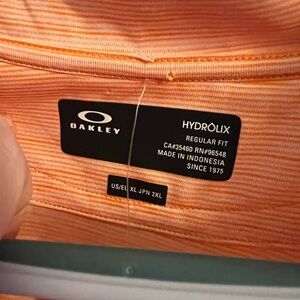 OAKLEY
HYDROLIX
REGULAR FIT
CA#35460 RN#96548
MADE IN INDONESIA
SINCE 1975
US/EU XL JPN 2XL